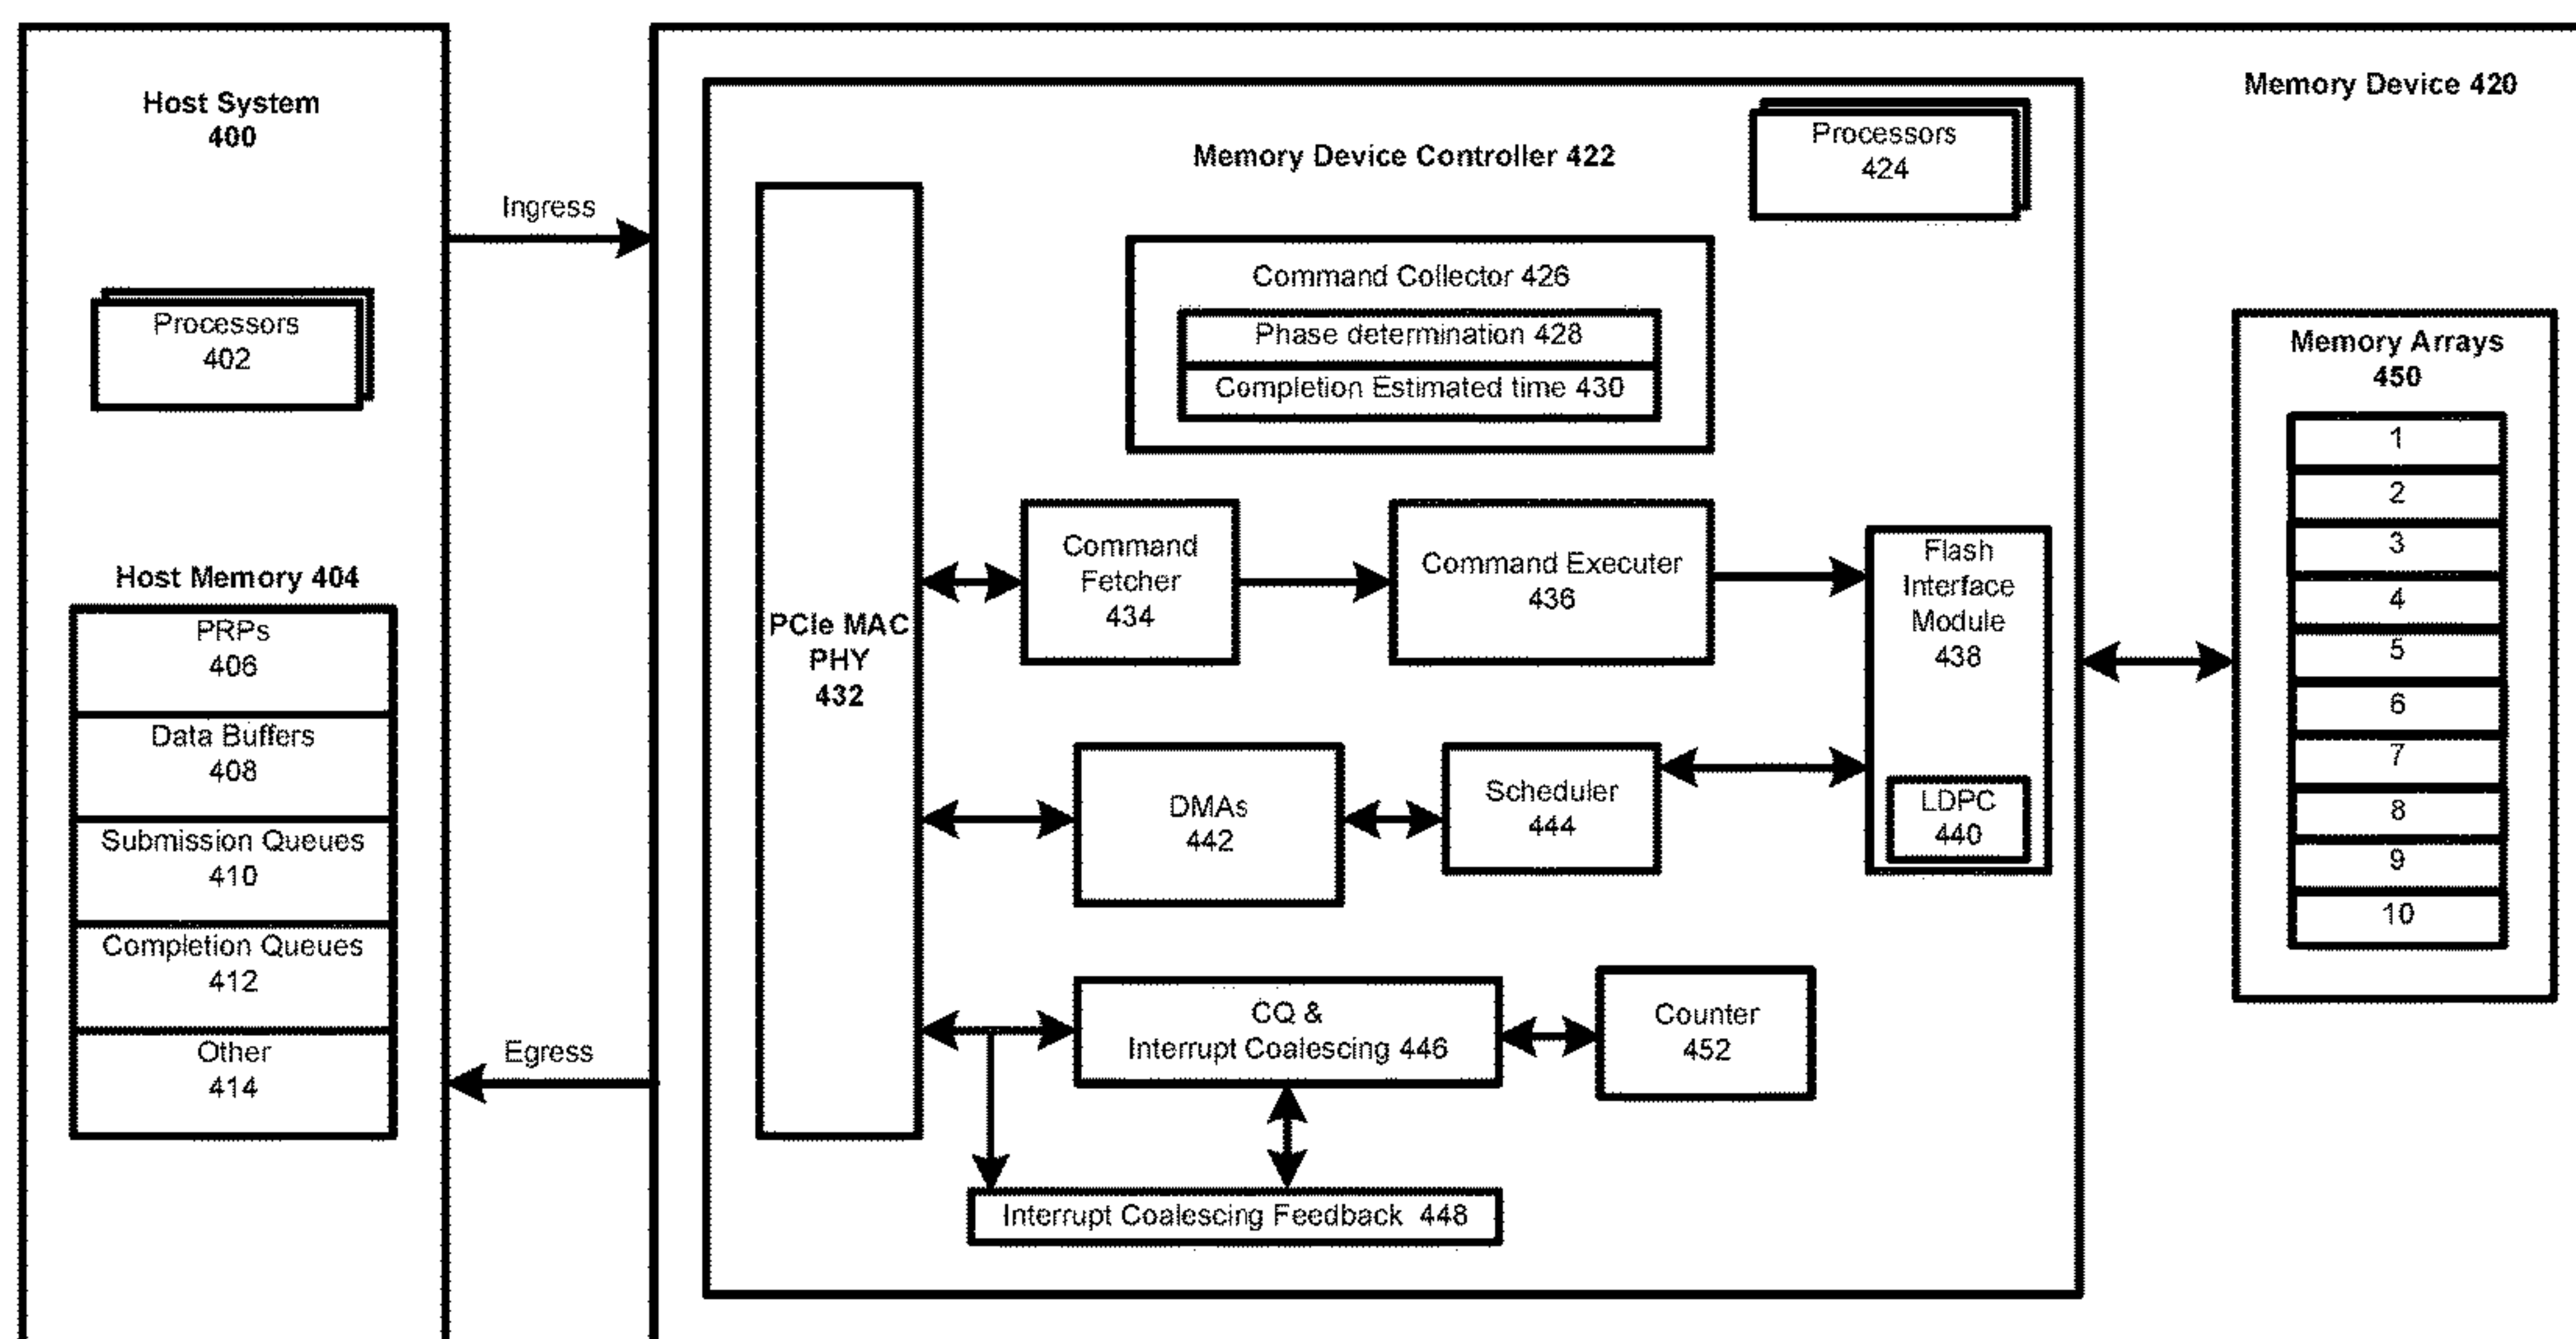 Host System
400
Processors
402
Host Memory 404
PRPs
406
Data Buffers
408
Submission Queues
410
Completion Queues
412
Other
414
Ingress
Egress
Memory Device 420
Memory Device Controller 422
Processors
424
Command Collector 426
Phase determination 428
Completion Estimated time 430
PCIe MAC
PHY
432
Command
Fetcher
434
Command Executer
436
Flash
Interface
Module
438
LDPC
440
DMAs
442
Scheduler
444
CQ &
Interrupt Coalescing 446
Counter
452
Interrupt Coalescing Feedback 448
Memory Arrays
450
1
2
3
4
5
6
7
8
9
10